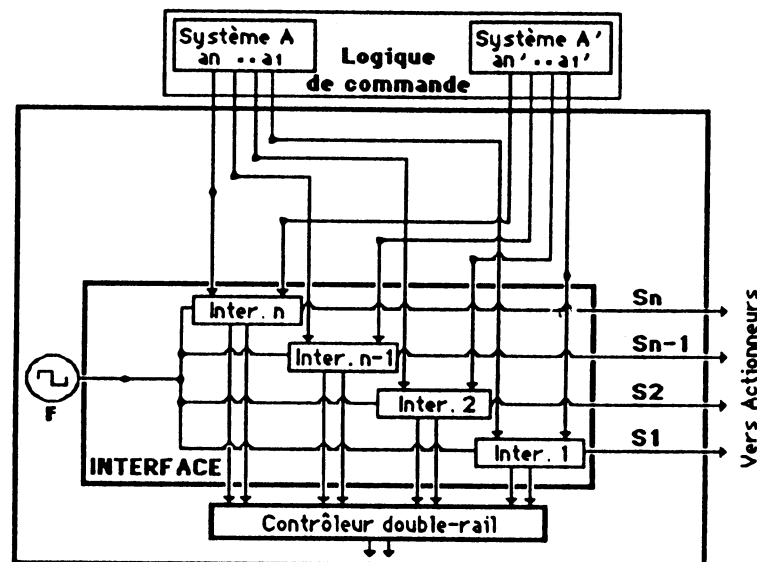 Système A
an ..a1
Logique
de commande
Système A'
an'..a1'
Inter. n
Sn
Inter. n-1
Sn-1
Inter. 2
S2
Inter. 1
S1
F
INTERFACE
Vers Actionneurs
Contrôleur double-rail